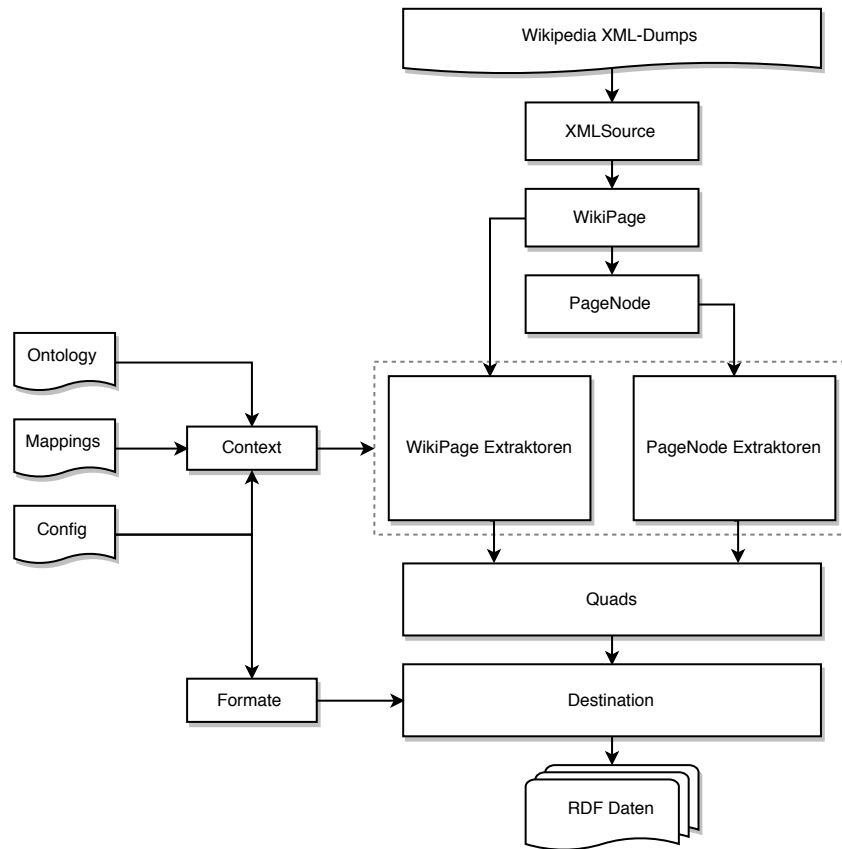 Wikipedia XML-Dumps
XMLSource
WikiPage
PageNode
Ontology
Mappings
Context
WikiPage Extraktoren
PageNode Extraktoren
Config
Quads
Formate
Destination
RDF Daten